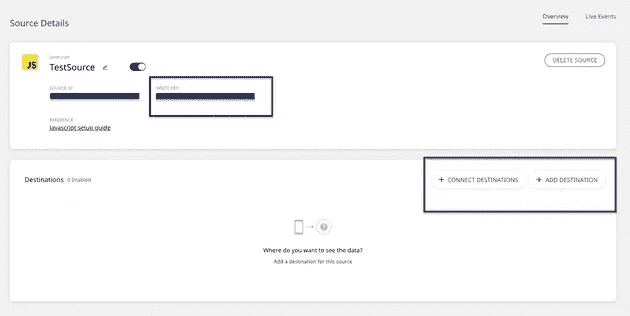 Source Details
Overview
Live Events
JS
Javascript
TestSource
DELETE SOURCE
SOURCE ID
WRITE KEY
REFERENCE
Javascript setup guide
Destinations 0 Enabled
+ CONNECT DESTINATIONS
+ ADD DESTINATION
Where do you want to see the data?
Add a destination for this source